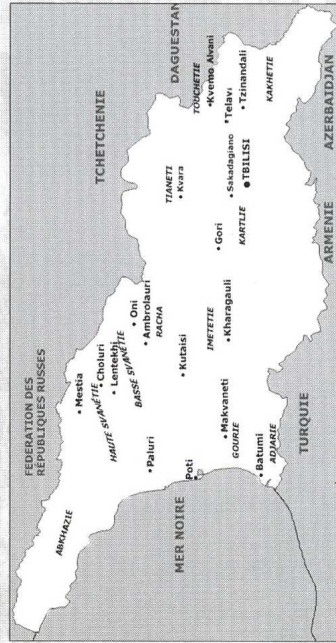 FEDERATION DES
RÉPUBLIQUES RUSSES
TCHETCHENIE
DAGUESTAN
ABKHAZIE
Mestia
HAUTE SVANÉTIE
Choluri
Lentekhi
BASSE SVANÉTIE
Oni
Ambrolauri
RACHA
TIANETI
Kvara
TOUCHETIE
Kvemo Alvani
Telavi
Tzinandali
KAKHETIE
Paluri
Kutaisi
Poti
MER NOIRE
IMETETIE
Kharagauli
Gori
KARTLIE
Sakadagiano
TBILISI
Makvaneti
GOURIE
Batumi
ADJARIE
TURQUIE
ARMENIE
AZERBAIDJAN